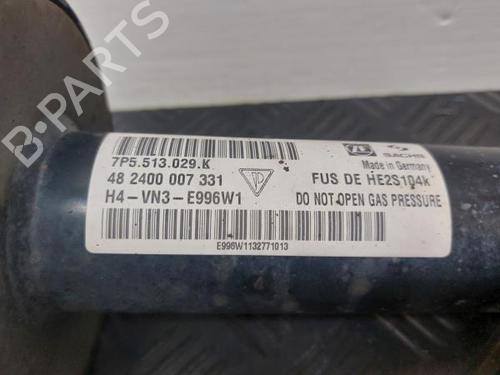 B-PARTS
7P5.513.029.K
48 2400 007 331
H4-VN3-E996W1
ZF SACHS
Made in Germany
FUS DE HE2S104k
DO NOT OPEN GAS PRESSURE
E996W1132771013